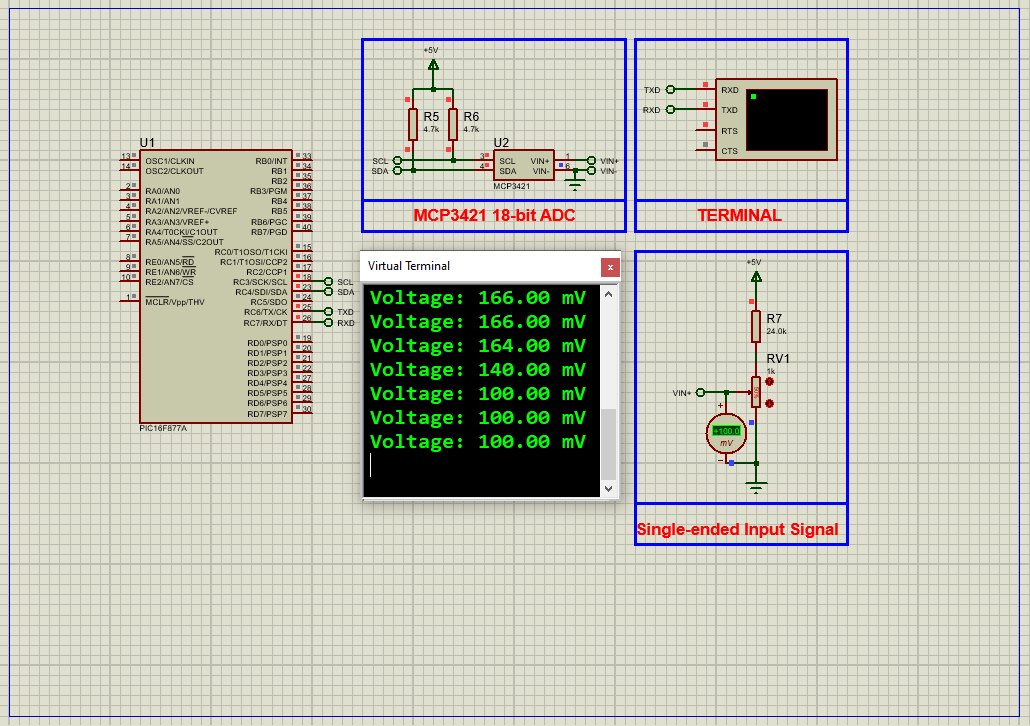 U1
13
14
2
3
4
5
6
7
8
9
10
1
OSC1/CLKIN
OSC2/CLKOUT
RA0/AN0
RA1/AN1
RA2/AN2/VREF-/CVREF
RA3/AN3/VREF+
RA4/T0CKI/C1OUT
RA5/AN4/SS/C2OUT
RE0/AN5/RD
RE1/AN6/WR
RE2/AN7/CS
MCLR/Vpp/THV
RB0/INT
RB1
RB2
RB3/PGM
RB4
RB5
RB6/PGC
RB7/PGD
RC0/T1OSO/T1CKI
RC1/T1OSI/CCP2
RC2/CCP1
RC3/SCK/SCL
RC4/SDI/SDA
RC5/SDO
RC6/TX/CK
RC7/RX/DT
RD0/PSP0
RD1/PSP1
RD2/PSP2
RD3/PSP3
RD4/PSP4
RD5/PSP5
RD6/PSP6
RD7/PSP7
33
34
35
36
37
38
39
40
15
16
17
18
23
24
25
26
19
20
21
22
27
28
29
30
SCL
SDA
TXD
RXD
PIC16F877A
+5V
R5
4.7k
R6
4.7k
U2
SCL
SDA
3
4
SCL VIN+
SDA VIN-
1
6
VIN+
VIN-
MCP3421
MCP3421 18-bit ADC
TXD
RXD
RXD
TXD
RTS
CTS
TERMINAL
Virtual Terminal
x
Voltage: 166.00 mV
Voltage: 166.00 mV
Voltage: 164.00 mV
Voltage: 140.00 mV
Voltage: 100.00 mV
Voltage: 100.00 mV
Voltage: 100.00 mV
+5V
R7
24.0k
RV1
1k
VIN+
+100.0
mV
Single-ended Input Signal